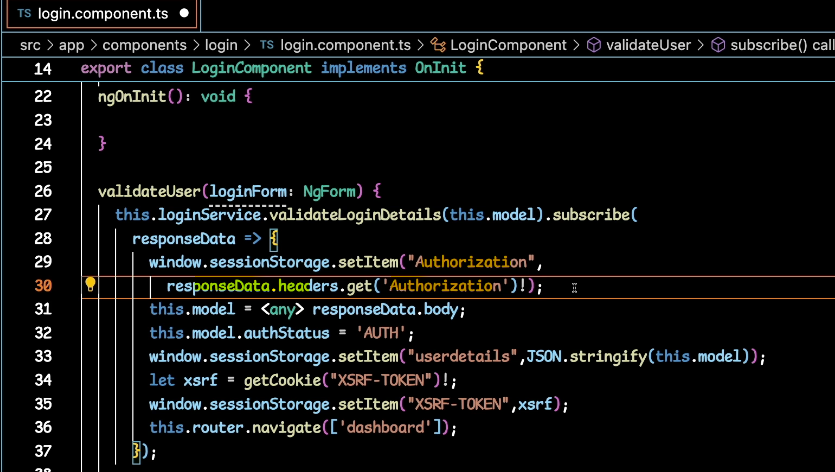 TS login.component.ts ●
src > app > components > login > TS login.component.ts > LoginComponent > validateUser > subscribe() call
14 export class LoginComponent implements OnInit {
22 ngOnInit(): void {
23
24 }
25
26 validateUser(loginForm: NgForm) {
27 this.loginService.validateLoginDetails(this.model).subscribe(
28 responseData => {
29 window.sessionStorage.setItem("Authorization",
30 responseData.headers.get('Authorization')!);
31 this.model = <any> responseData.body;
32 this.model.authStatus = 'AUTH';
33 window.sessionStorage.setItem("userdetails",JSON.stringify(this.model));
34 let xsrf = getCookie("XSRF-TOKEN")!;
35 window.sessionStorage.setItem("XSRF-TOKEN",xsrf);
36 this.router.navigate(['dashboard']);
37 });